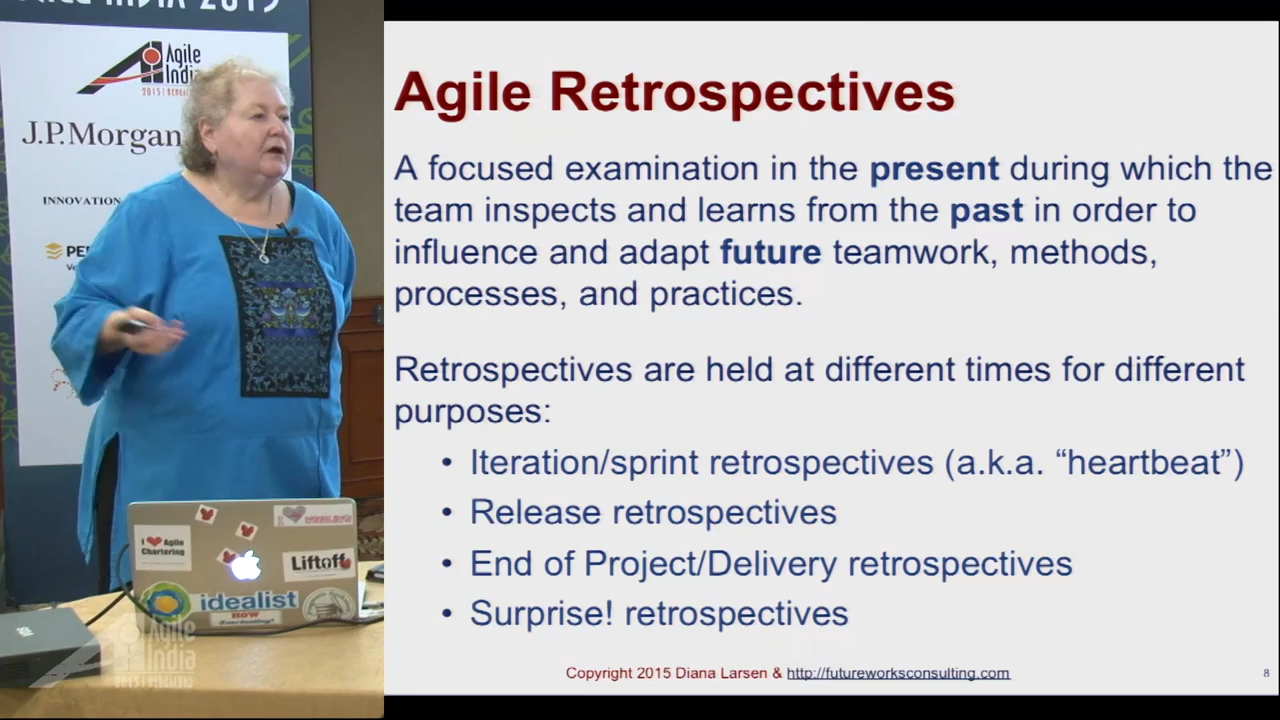 Agile
India
2015 | BENGALURU
J.P.Morgan
INNOVATION
Agile Retrospectives
A focused examination in the present during which the
team inspects and learns from the past in order to
influence and adapt future teamwork, methods,
processes, and practices.
Retrospectives are held at different times for different
purposes:
• Iteration/sprint retrospectives (a.k.a. “heartbeat”)
• Release retrospectives
• End of Project/Delivery retrospectives
• Surprise! retrospectives
Copyright 2015 Diana Larsen & http://futureworksconsulting.com
8
I ❤ Agile
Chartering
Liftoff
idealist
Agile
India